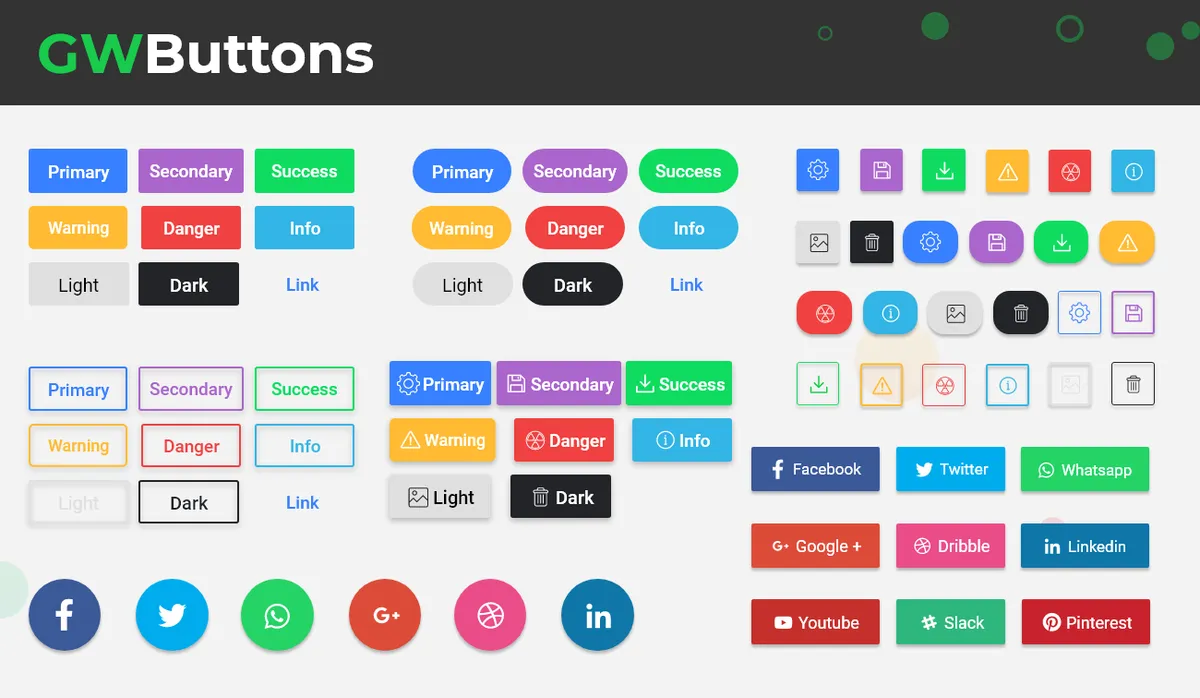 GWButtons
Primary Secondary Success
Warning Danger Info
Light Dark Link
Primary Secondary Success
Warning Danger Info
Light Dark Link
Primary Secondary Success
Warning Danger Info
Light Dark Link
Primary Secondary Success
Warning Danger Info
Light Dark
Facebook Twitter Whatsapp
Google + Dribble Linkedin
Youtube Slack Pinterest
f G+ in